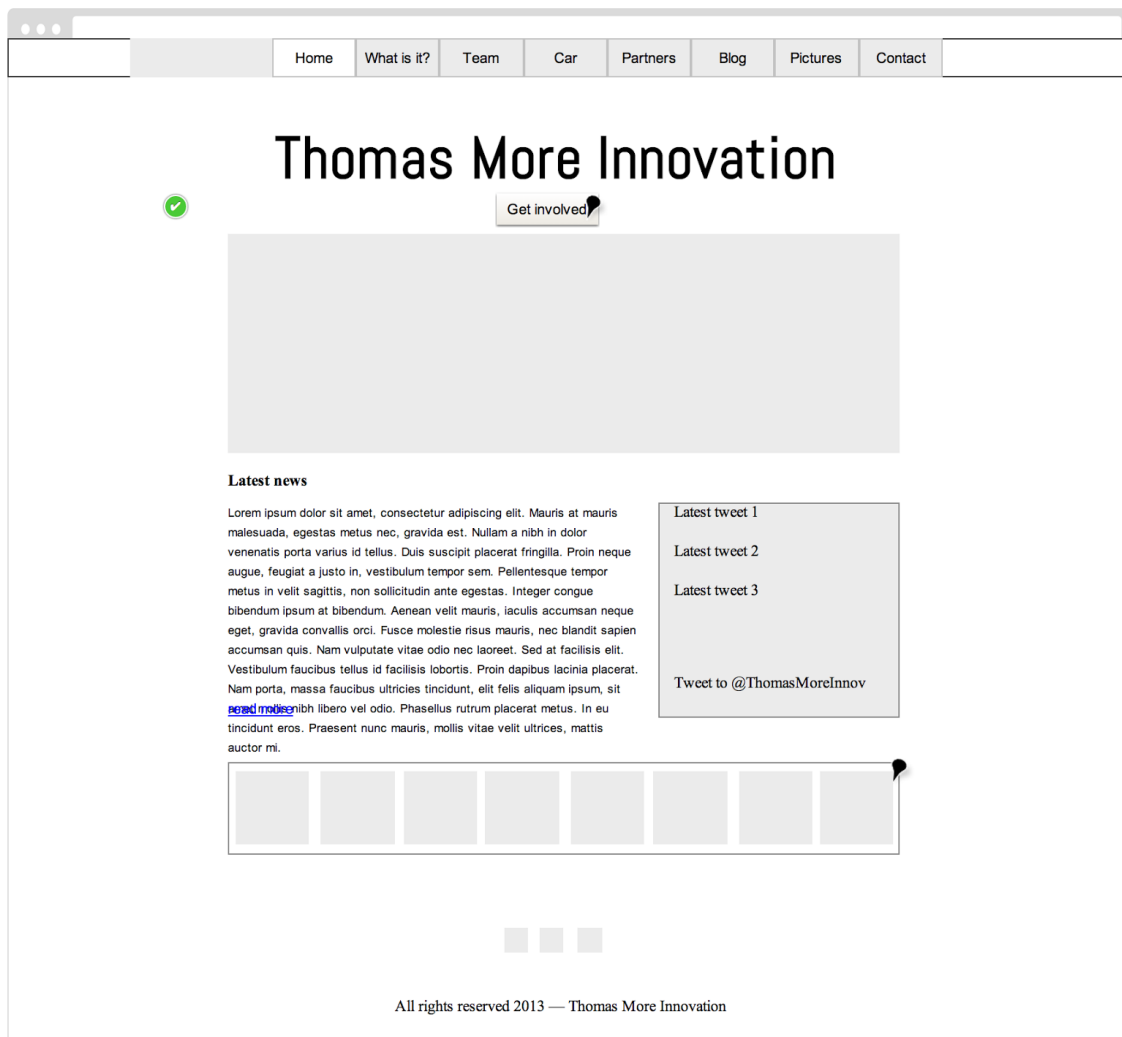 Home What is it? Team Car Partners Blog Pictures Contact
Thomas More Innovation
Get involved
Latest news
Lorem ipsum dolor sit amet, consectetur adipiscing elit. Mauris at mauris
malesuada, egestas metus nec, gravida est. Nullam a nibh in dolor
venenatis porta varius id tellus. Duis suscipit placerat fringilla. Proin neque
augue, feugiat a justo in, vestibulum tempor sem. Pellentesque tempor
metus in velit sagittis, non sollicitudin ante egestas. Integer congue
bibendum ipsum at bibendum. Aenean velit mauris, iaculis accumsan neque
eget, gravida convallis orci. Fusce molestie risus mauris, nec blandit sapien
accumsan quis. Nam vulputate vitae odio nec laoreet. Sed at facilisis elit.
Vestibulum faucibus tellus id facilisis lobortis. Proin dapibus lacinia placerat.
Nam porta, massa faucibus ultricies tincidunt, elit felis aliquam ipsum, sit
amet mollis nibh libero vel odio. Phasellus rutrum placerat metus. In eu
read more
tincidunt eros. Praesent nunc mauris, mollis vitae velit ultrices, mattis
auctor mi.
Latest tweet 1
Latest tweet 2
Latest tweet 3
Tweet to @ThomasMoreInnov
All rights reserved 2013 — Thomas More Innovation